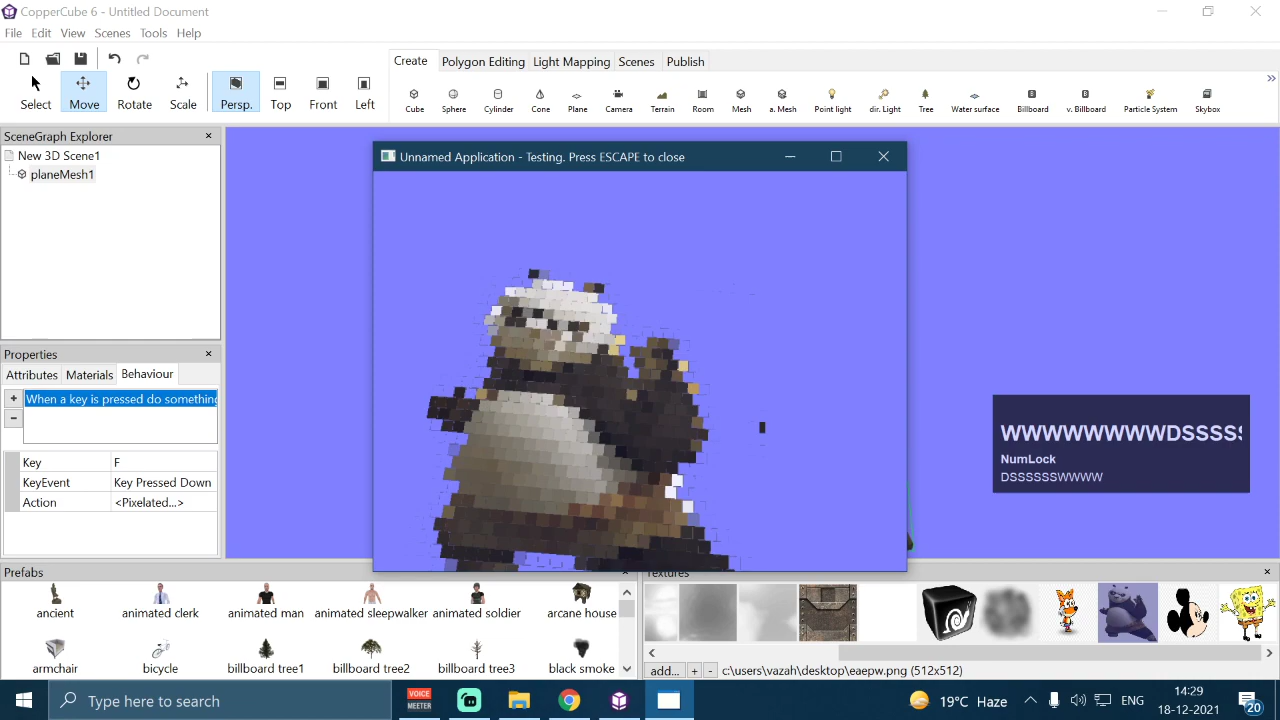 CopperCube 6 - Untitled Document
File Edit View Scenes Tools Help
Create Polygon Editing Light Mapping Scenes Publish
Select Move Rotate Scale Persp. Top Front Left
Cube Sphere Cylinder Cone Plane Camera Terrain Room Mesh a. Mesh Point light dir. Light Tree Water surface Billboard v. Billboard Particle System Skybox
SceneGraph Explorer
New 3D Scene1
planeMesh1
Unnamed Application - Testing. Press ESCAPE to close
Properties
Attributes Materials Behaviour
When a key is pressed do something
Key F
KeyEvent Key Pressed Down
Action <Pixelated...>
WWWWWWWWDSSSS
NumLock
DSSSSSSWWWW
Prefabs
ancient animated clerk animated man animated sleepwalker animated soldier arcane house
armchair bicycle billboard tree1 billboard tree2 billboard tree3 black smoke
Textures
add... + - c:\users\vazah\desktop\eaepw.png (512x512)
Type here to search
VOICE MEETER
19°C Haze
ENG
14:29
18-12-2021
20